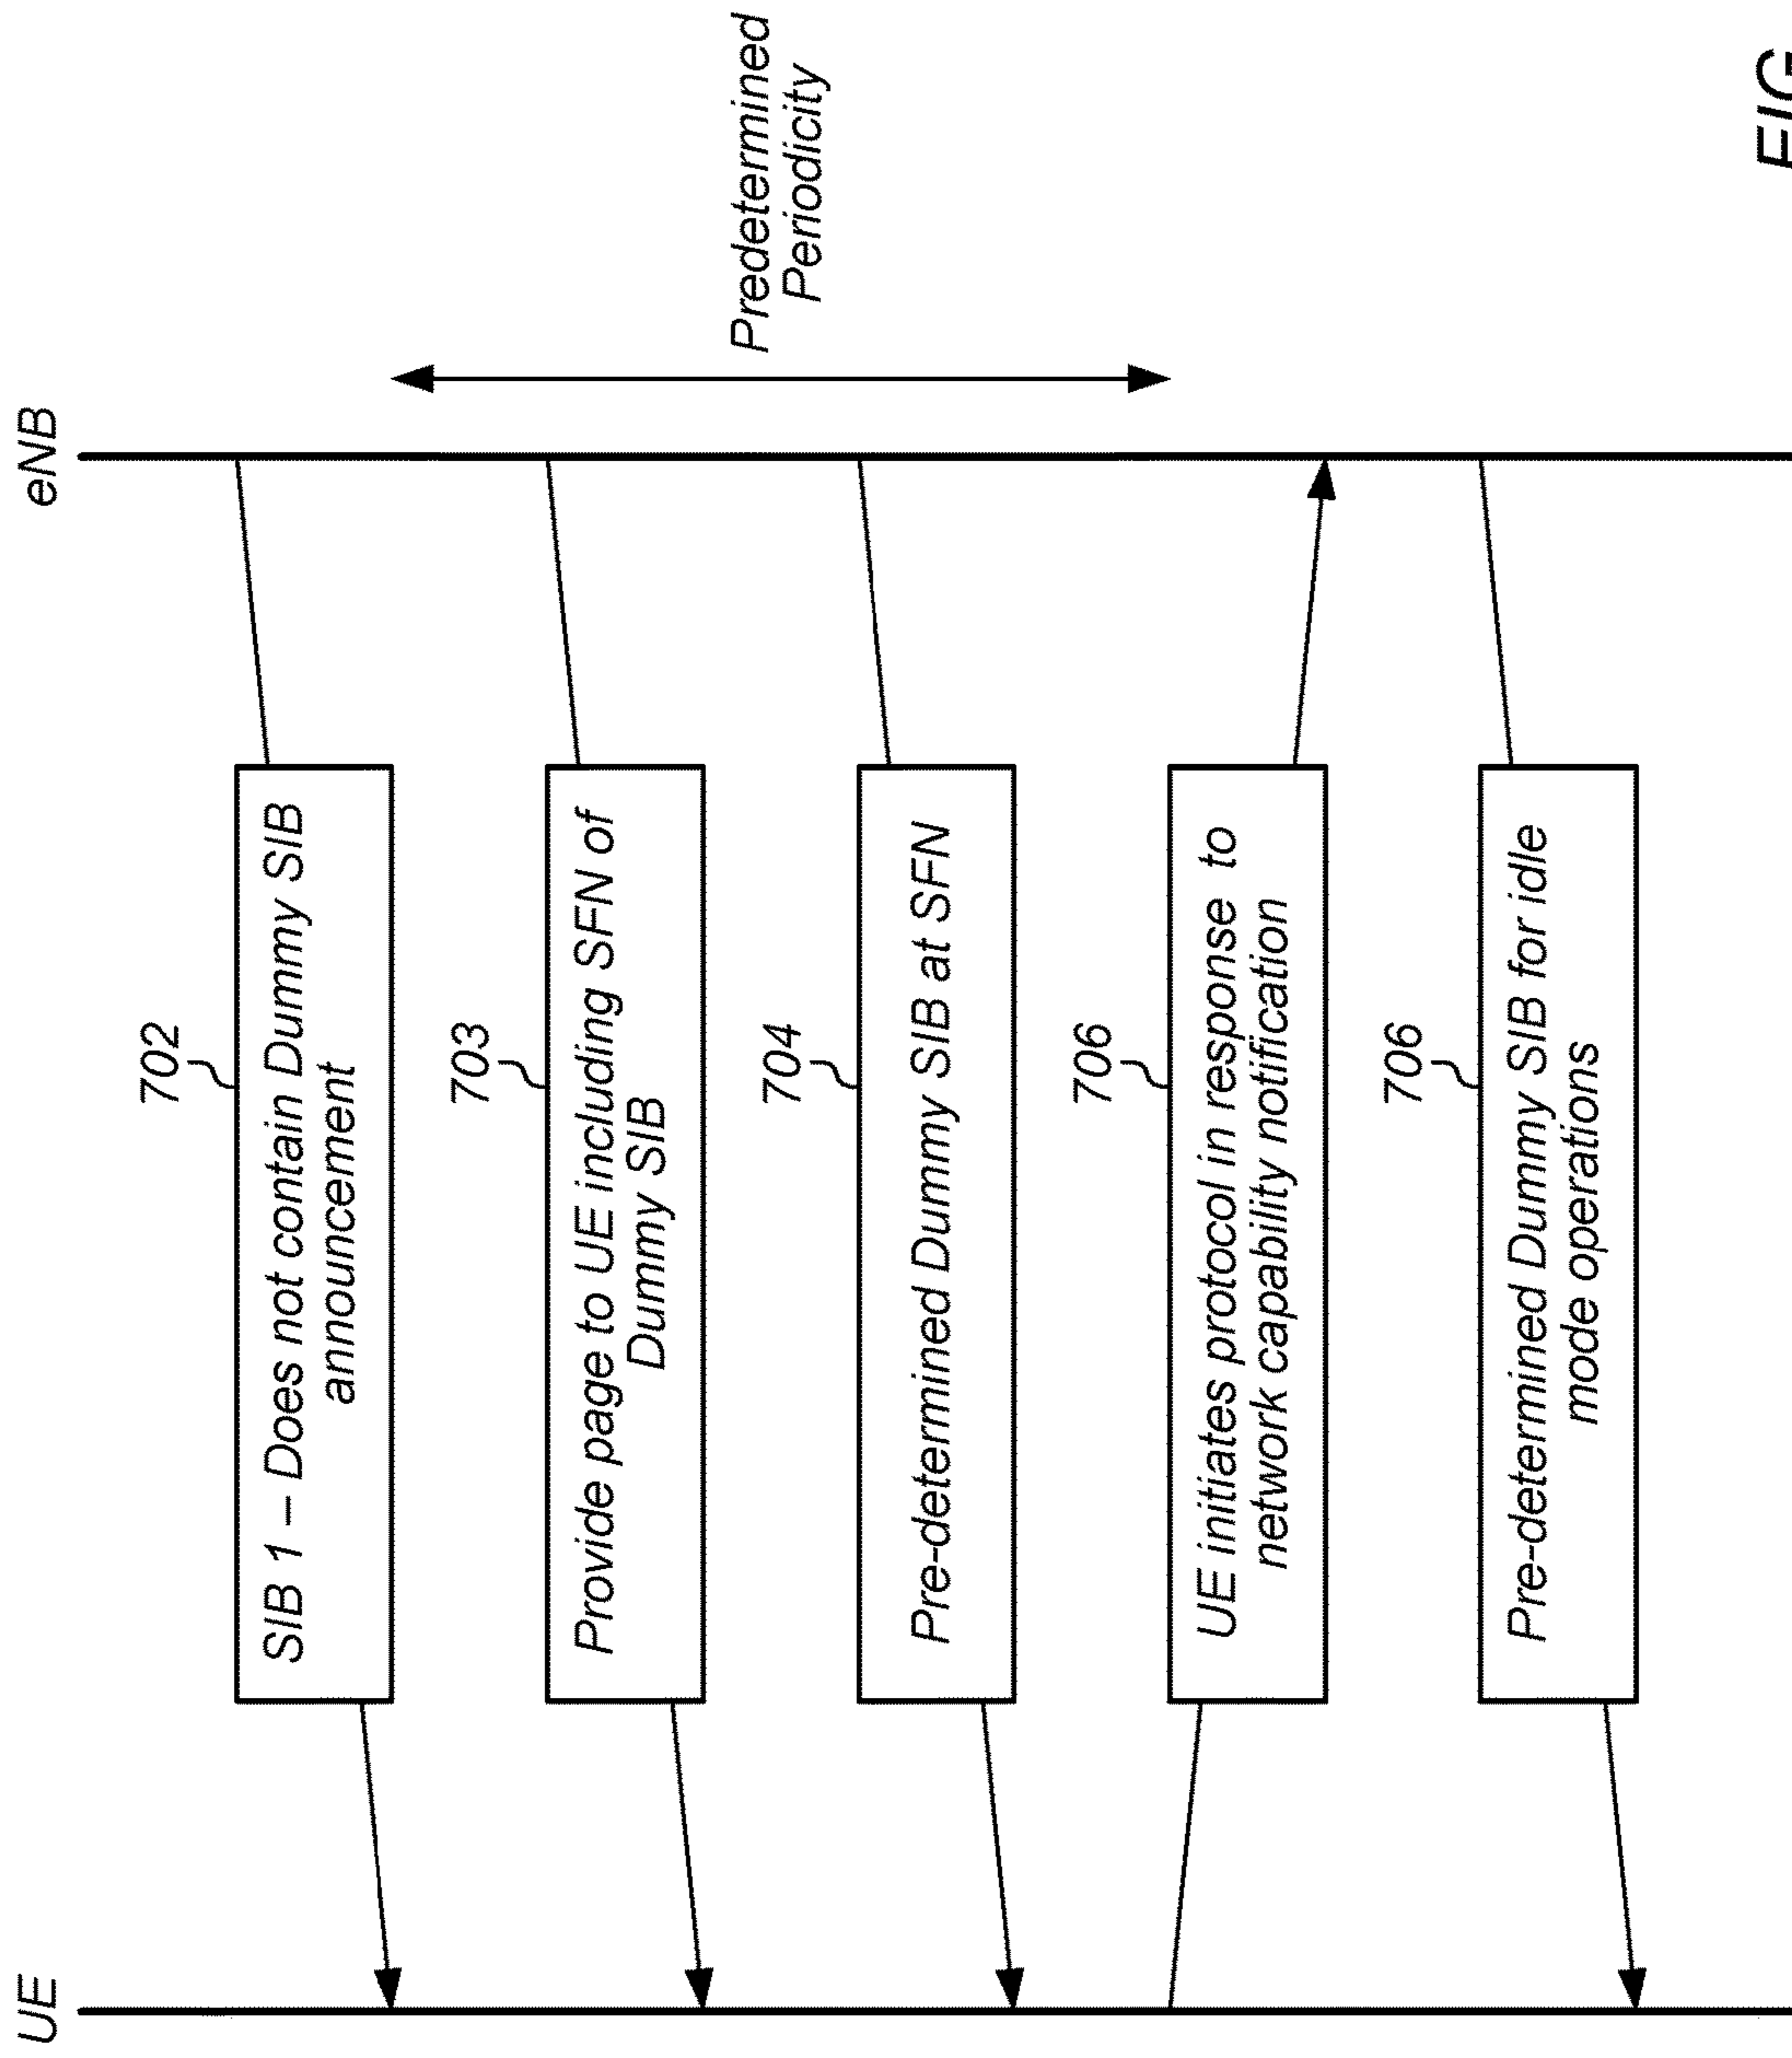 UE
eNB
702
SIB 1 – Does not contain Dummy SIB
announcement
703
Provide page to UE including SFN of
Dummy SIB
704
Pre-determined Dummy SIB at SFN
706
UE initiates protocol in response to
network capability notification
706
Pre-determined Dummy SIB for idle
mode operations
Predetermined
Periodicity